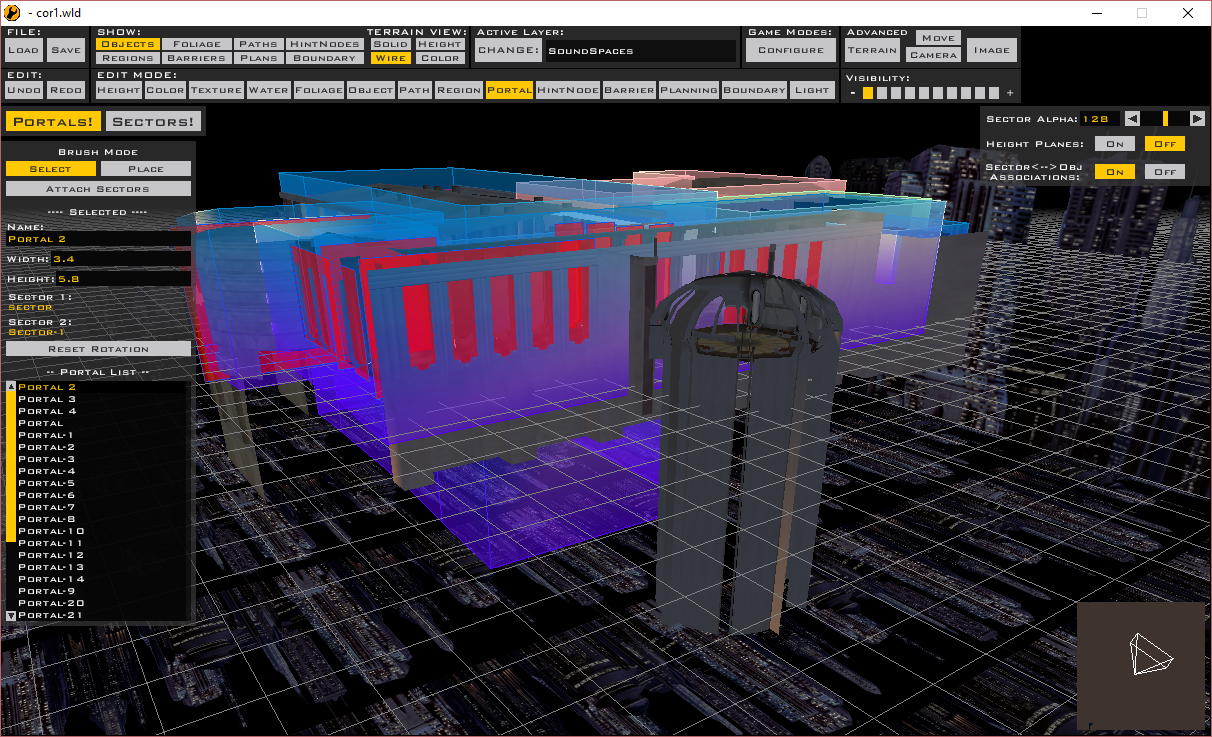 - cor1.wld
FILE: SHOW: TERRAIN VIEW: ACTIVE LAYER: GAME MODES: ADVANCED
LOAD SAVE OBJECTS FOLIAGE PATHS HINTNODES SOLID HEIGHT CHANGE: SOUNDSPACES CONFIGURE TERRAIN MOVE IMAGE
REGIONS BARRIERS PLANS BOUNDARY WIRE COLOR CAMERA
EDIT: EDIT MODE: VISIBILITY:
UNDO REDO HEIGHT COLOR TEXTURE WATER FOLIAGE OBJECT PATH REGION PORTAL HINTNODE BARRIER PLANNING BOUNDARY LIGHT - +
PORTALS! SECTORS! SECTOR ALPHA: 128
HEIGHT PLANES: ON OFF
SECTOR<-->OBJ
ASSOCIATIONS: ON OFF
BRUSH MODE
SELECT PLACE
ATTACH SECTORS
---- SELECTED ----
NAME:
PORTAL 2
WIDTH: 3.4
HEIGHT: 5.8
SECTOR 1:
SECTOR
SECTOR 2:
SECTOR-1
RESET ROTATION
-- PORTAL LIST --
PORTAL 2
PORTAL 3
PORTAL 4
PORTAL
PORTAL-1
PORTAL-2
PORTAL-3
PORTAL-4
PORTAL-5
PORTAL-6
PORTAL-7
PORTAL-8
PORTAL-10
PORTAL-11
PORTAL-12
PORTAL-13
PORTAL-14
PORTAL-9
PORTAL-20
PORTAL-21